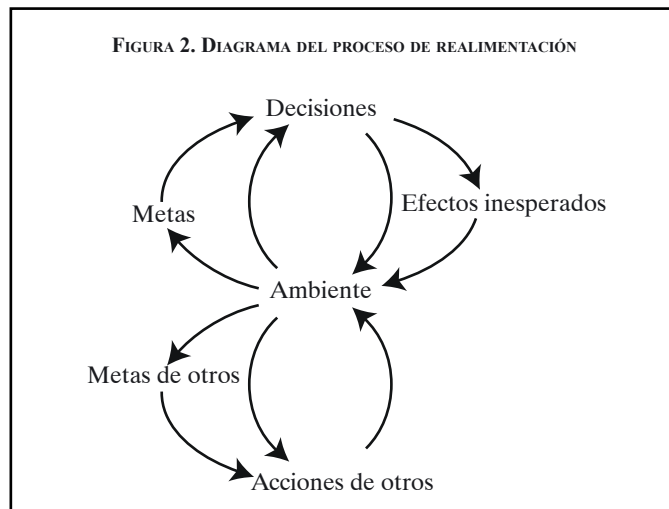 FIGURA 2. DIAGRAMA DEL PROCESO DE REALIMENTACIÓN
Decisiones
Metas
Efectos inesperados
Ambiente
Metas de otros
Acciones de otros